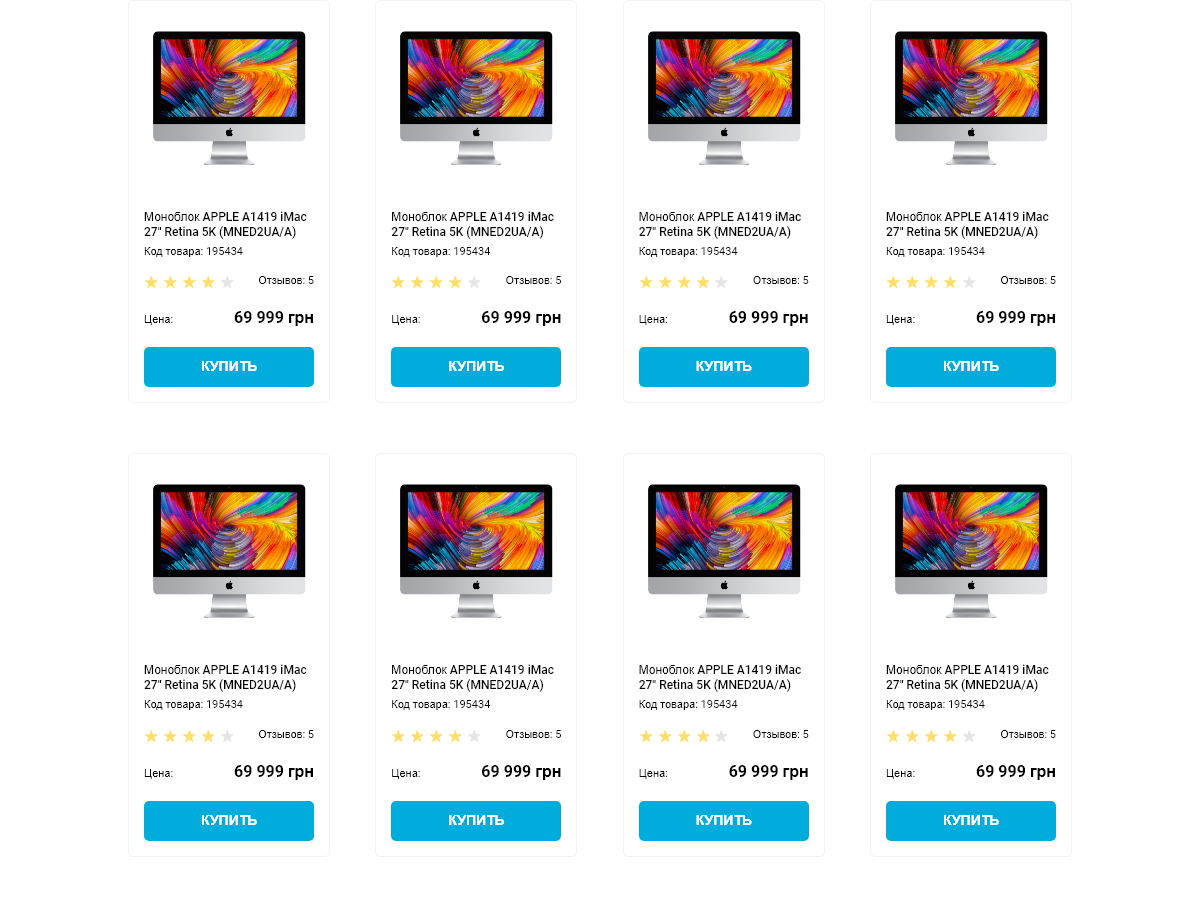 Моноблок APPLE A1419 iMac
27" Retina 5K (MNED2UA/A)
Код товара: 195434
Отзывов: 5
Цена: 69 999 грн
КУПИТЬ
Моноблок APPLE A1419 iMac
27" Retina 5K (MNED2UA/A)
Код товара: 195434
Отзывов: 5
Цена: 69 999 грн
КУПИТЬ
Моноблок APPLE A1419 iMac
27" Retina 5K (MNED2UA/A)
Код товара: 195434
Отзывов: 5
Цена: 69 999 грн
КУПИТЬ
Моноблок APPLE A1419 iMac
27" Retina 5K (MNED2UA/A)
Код товара: 195434
Отзывов: 5
Цена: 69 999 грн
КУПИТЬ
Моноблок APPLE A1419 iMac
27" Retina 5K (MNED2UA/A)
Код товара: 195434
Отзывов: 5
Цена: 69 999 грн
КУПИТЬ
Моноблок APPLE A1419 iMac
27" Retina 5K (MNED2UA/A)
Код товара: 195434
Отзывов: 5
Цена: 69 999 грн
КУПИТЬ
Моноблок APPLE A1419 iMac
27" Retina 5K (MNED2UA/A)
Код товара: 195434
Отзывов: 5
Цена: 69 999 грн
КУПИТЬ
Моноблок APPLE A1419 iMac
27" Retina 5K (MNED2UA/A)
Код товара: 195434
Отзывов: 5
Цена: 69 999 грн
КУПИТЬ